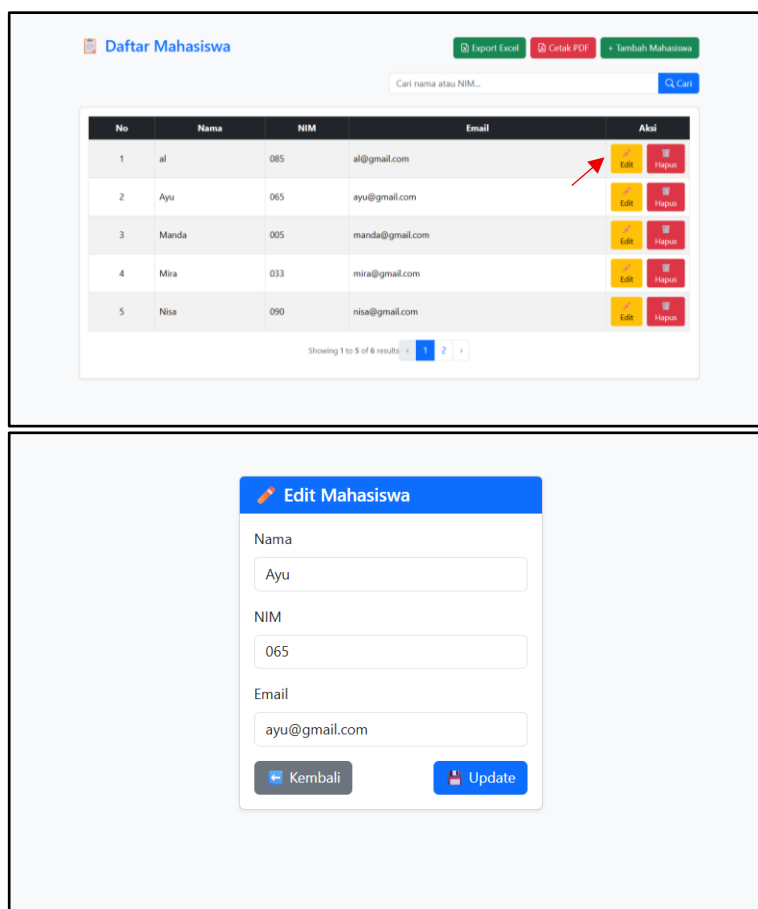 Daftar Mahasiswa
Export Excel Cetak PDF + Tambah Mahasiswa
Cari nama atau NIM... Cari
No Nama NIM Email Aksi
1 al 085 al@gmail.com Edit Hapus
2 Ayu 065 ayu@gmail.com Edit Hapus
3 Manda 005 manda@gmail.com Edit Hapus
4 Mira 033 mira@gmail.com Edit Hapus
5 Nisa 090 nisa@gmail.com Edit Hapus
Showing 1 to 5 of 6 results ‹ 1 2 ›
Edit Mahasiswa
Nama
Ayu
NIM
065
Email
ayu@gmail.com
Kembali Update